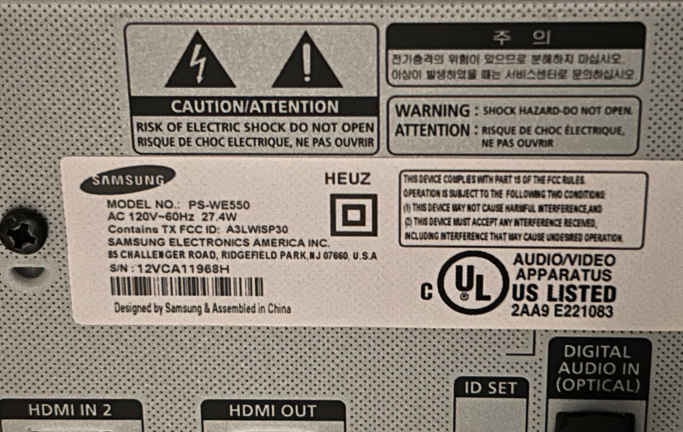 CAUTION/ATTENTION
RISK OF ELECTRIC SHOCK DO NOT OPEN
RISQUE DE CHOC ELECTRIQUE, NE PAS OUVRIR
주 의
전기충격의 위험이 있으므로 분해하지 마십시오.
이상이 발생하였을 때는 서비스센터로 문의하십시오.
WARNING : SHOCK HAZARD-DO NOT OPEN.
ATTENTION : RISQUE DE CHOC ÉLECTRIQUE,
NE PAS OUVRIR
SAMSUNG
HEUZ
MODEL NO.: PS-WE550
AC 120V~60Hz 27.4W
Contains TX FCC ID: A3LWISP30
SAMSUNG ELECTRONICS AMERICA INC.
85 CHALLENGER ROAD, RIDGEFIELD PARK,NJ 07660, U.S.A
S/N : 12VCA11968H
Designed by Samsung & Assembled in China
THIS DEVICE COMPLIES WITH PART 15 OF THE FCC RULES.
OPERATION IS SUBJECT TO THE FOLLOWING TWO CONDITIONS:
(1) THIS DEVICE MAY NOT CAUSE HARMFUL INTERFERENCE,AND
(2) THIS DEVICE MUST ACCEPT ANY INTERFERENCE RECEIVED,
INCLUDING INTERFERENCE THAT MAY CAUSE UNDESIRED OPERATION.
C UL ®
AUDIO/VIDEO
APPARATUS
US LISTED
2AA9 E221083
HDMI IN 2
HDMI OUT
ID SET
DIGITAL
AUDIO IN
(OPTICAL)